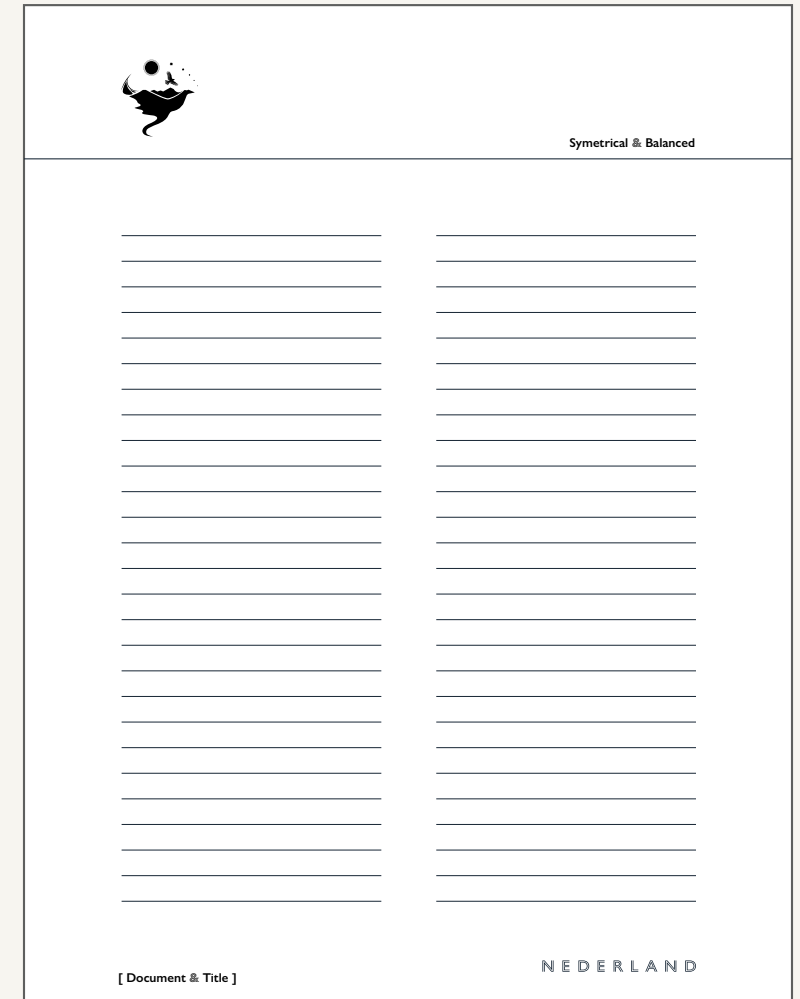 Symetrical & Balanced
[ Document & Title ]
NEDERLAND